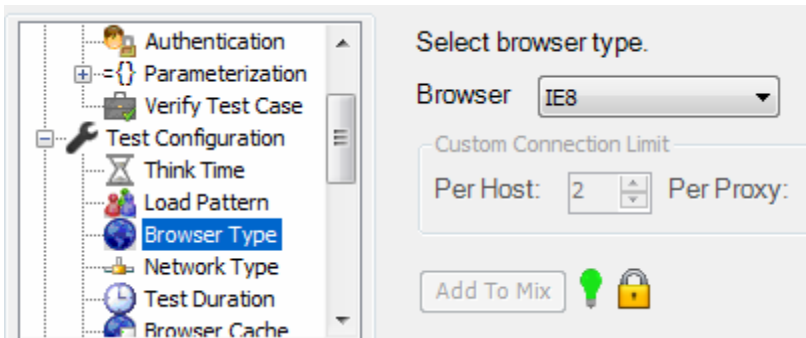 Authentication
={} Parameterization
Verify Test Case
Test Configuration
Think Time
Load Pattern
Browser Type
Network Type
Test Duration
Browser Cache
Select browser type.
Browser IE8
Custom Connection Limit
Per Host: 2 Per Proxy:
Add To Mix